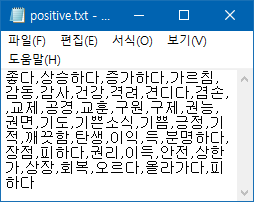 positive.txt - ...
파일(F) 편집(E) 서식(O) 보기(V)
도움말(H)
좋다,상승하다,증가하다,가르침,
감동,감사,건강,격려,견디다,겸손,
,교제,공경,교훈,구원,구제,권능,
권면,기도,기쁜소식,기쁨,긍정,기
적,깨끗함,탄생,이익,득,분명하다,
장점,피하다,권리,이득,안전,상한
가,상장,회복,오르다,올라가다,피
하다